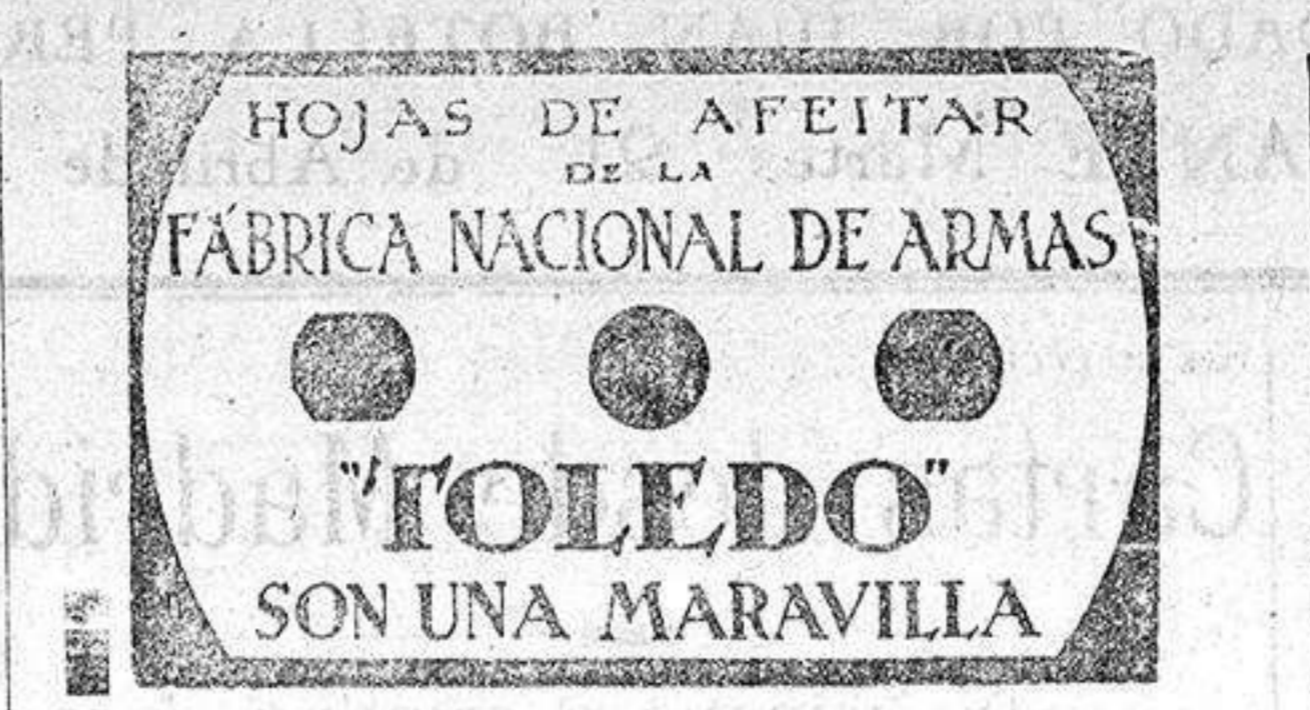 HOJAS DE AFEITAR
DE LA
FÁBRICA NACIONAL DE ARMAS
"TOLEDO"
SON UNA MARAVILLA